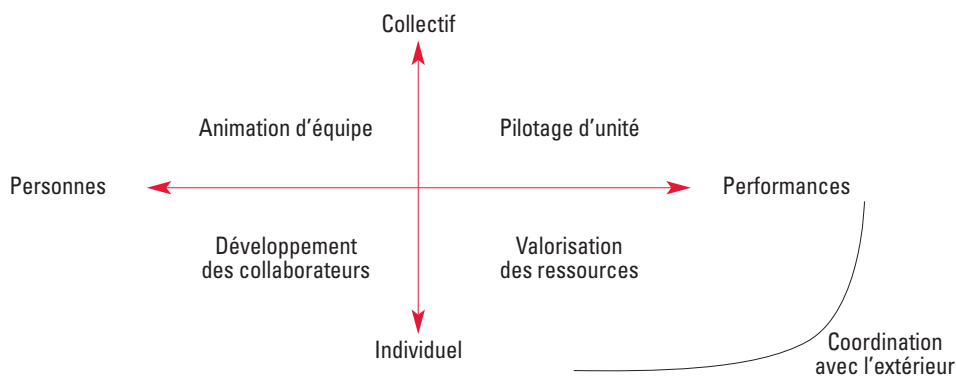 Collectif
Animation d'équipe
Pilotage d'unité
Personnes
Performances
Développement
des collaborateurs
Valorisation
des ressources
Individuel
Coordination
avec l'extérieur